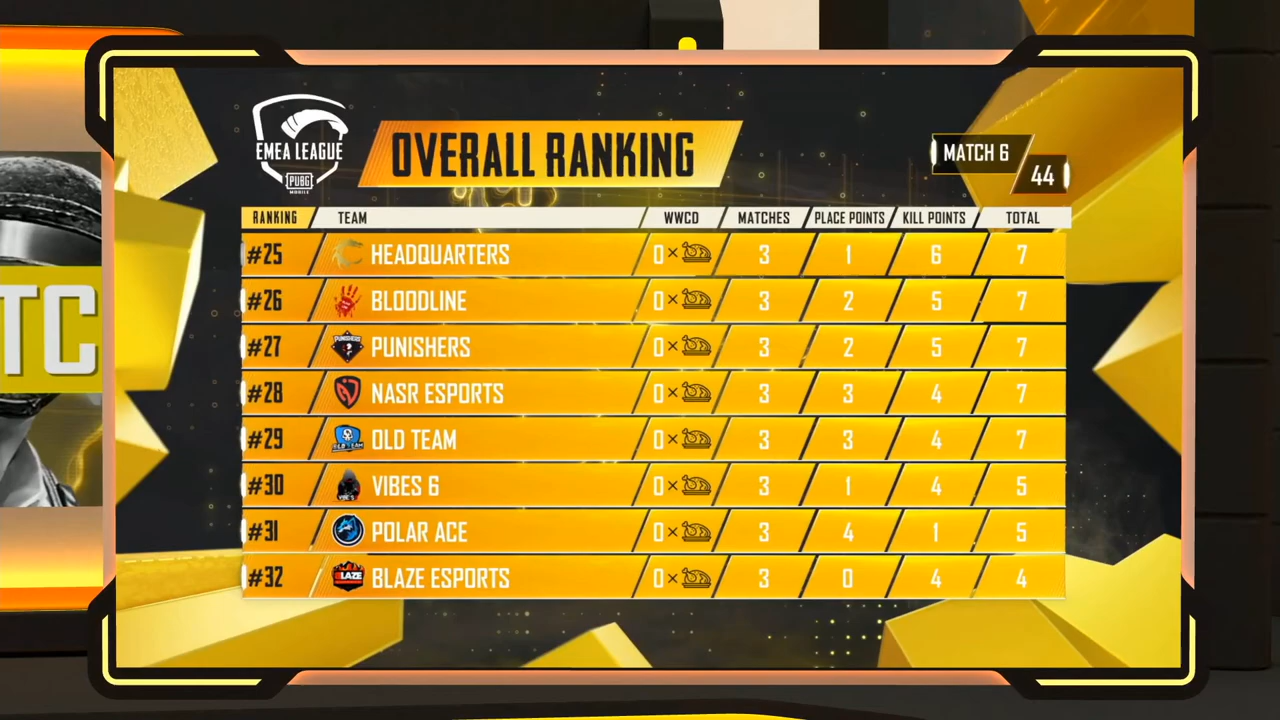 EMEA LEAGUE
PUBG
MOBILE
OVERALL RANKING
MATCH 6
44
RANKING TEAM WWCD MATCHES PLACE POINTS KILL POINTS TOTAL
#25 HEADQUARTERS 0 × 3 1 6 7
#26 BLOODLINE 0 × 3 2 5 7
#27 PUNISHERS PUNISHERS 0 × 3 2 5 7
#28 NASR ESPORTS 0 × 3 3 4 7
#29 OLD TEAM OLD TEAM 0 × 3 3 4 7
#30 VIBES 6 0 × 3 1 4 5
#31 POLAR ACE 0 × 3 4 1 5
#32 BLAZE BLAZE ESPORTS 0 × 3 0 4 4
TC